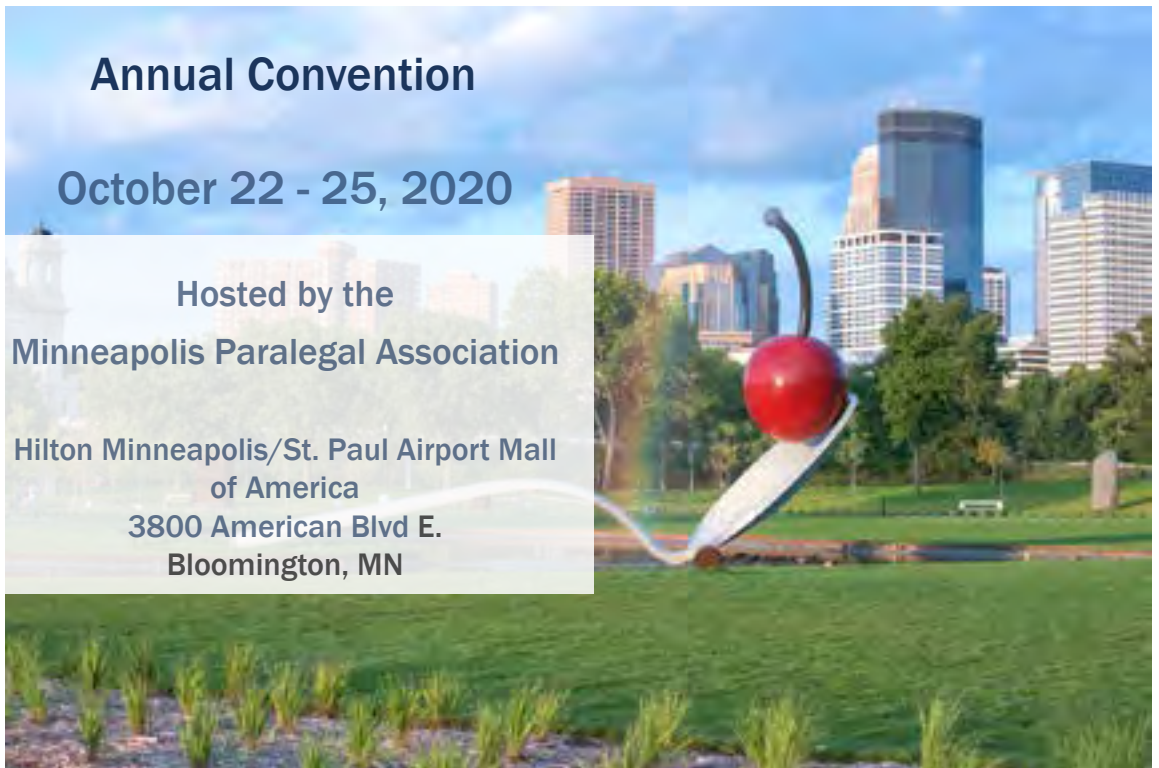 Annual Convention
October 22 - 25, 2020
Hosted by the
Minneapolis Paralegal Association
Hilton Minneapolis/St. Paul Airport Mall
of America
3800 American Blvd E.
Bloomington, MN